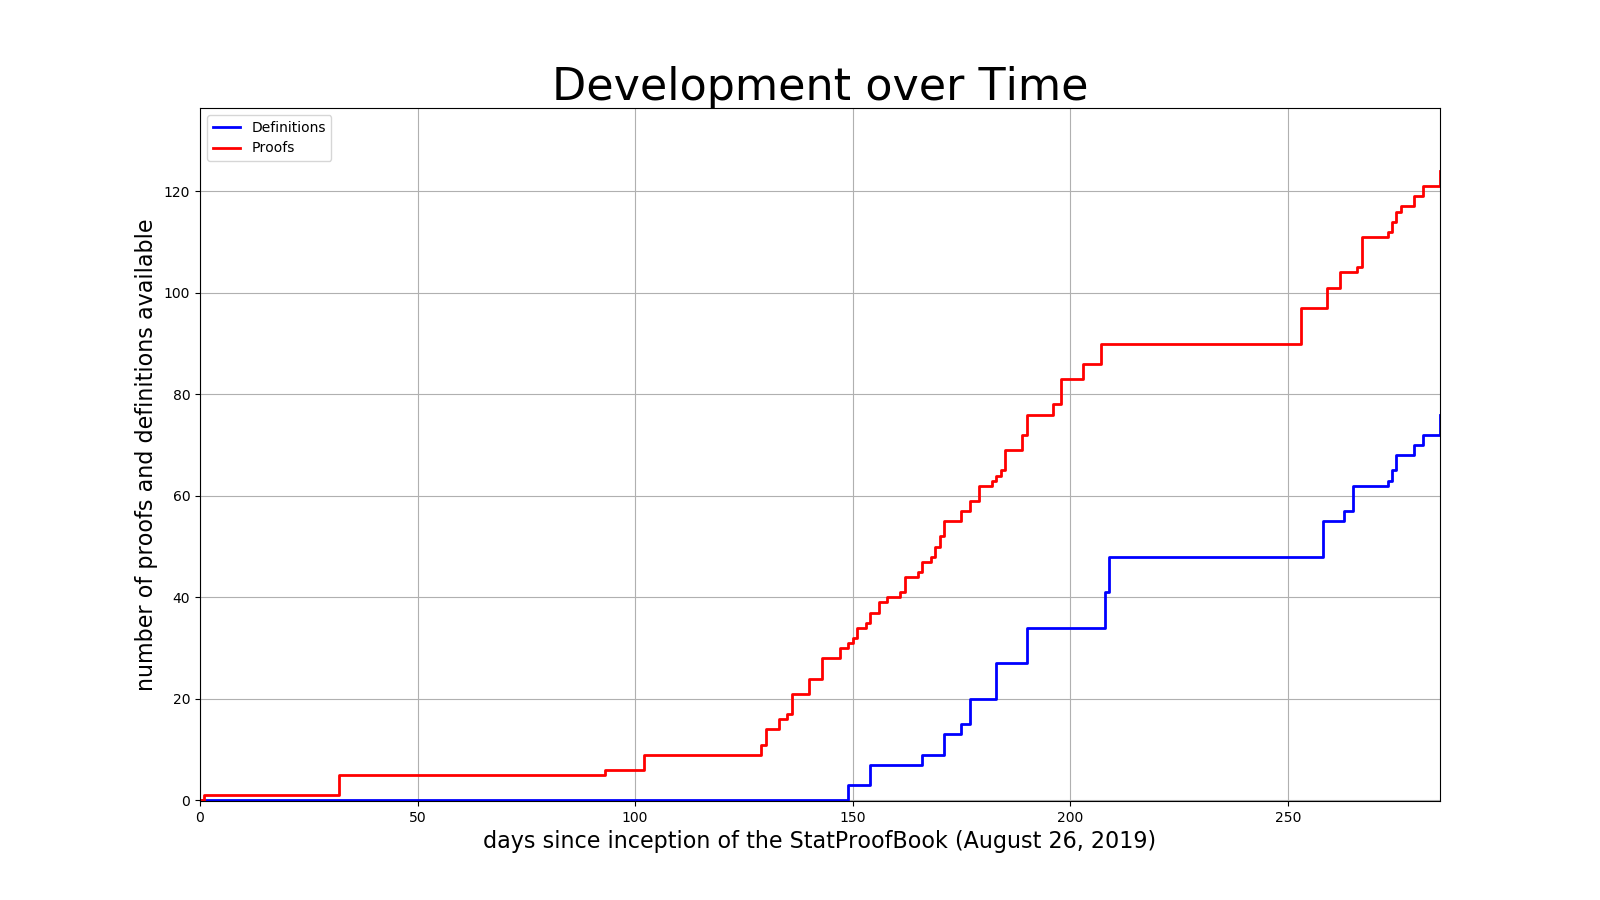 Development over Time
Definitions
Proofs
number of proofs and definitions available
120
100
80
60
40
20
0
0 50 100 150 200 250
days since inception of the StatProofBook (August 26, 2019)